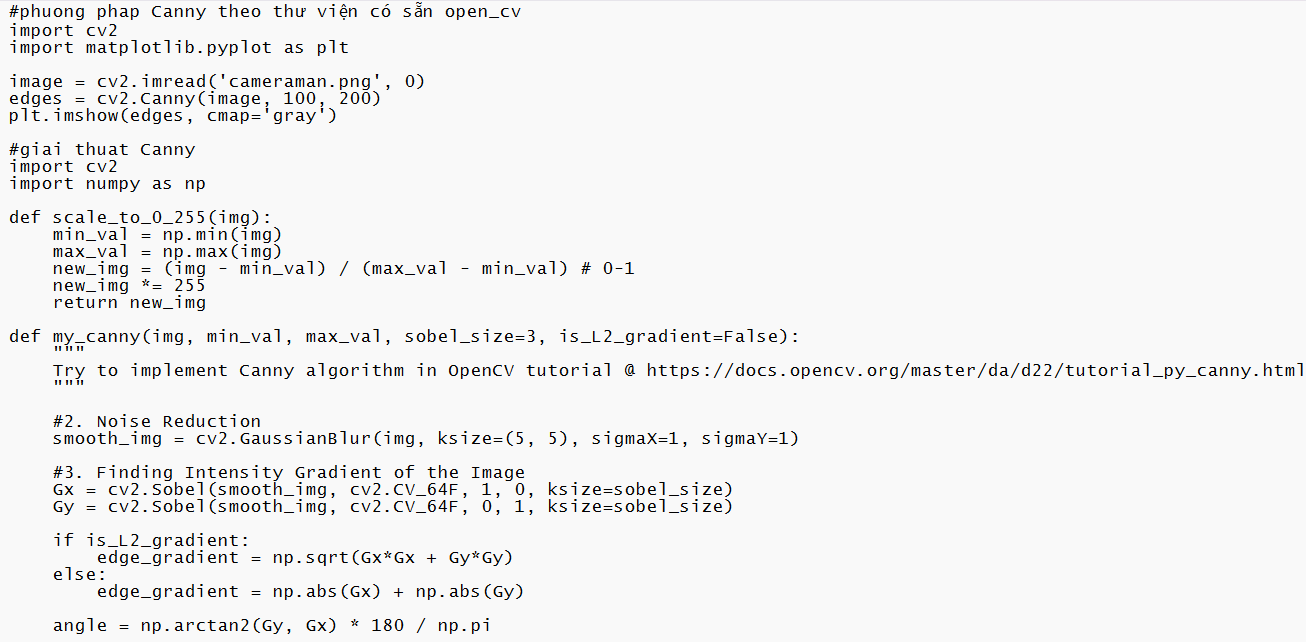 #phuong phap Canny theo thư viện có sẵn open_cv
import cv2
import matplotlib.pyplot as plt

image = cv2.imread('cameraman.png', 0)
edges = cv2.Canny(image, 100, 200)
plt.imshow(edges, cmap='gray')

#giai thuat Canny
import cv2
import numpy as np

def scale_to_0_255(img):
    min_val = np.min(img)
    max_val = np.max(img)
    new_img = (img - min_val) / (max_val - min_val) # 0-1
    new_img *= 255
    return new_img

def my_canny(img, min_val, max_val, sobel_size=3, is_L2_gradient=False):
    """
    Try to implement Canny algorithm in OpenCV tutorial @ https://docs.opencv.org/master/da/d22/tutorial_py_canny.html
    """

    #2. Noise Reduction
    smooth_img = cv2.GaussianBlur(img, ksize=(5, 5), sigmaX=1, sigmaY=1)

    #3. Finding Intensity Gradient of the Image
    Gx = cv2.Sobel(smooth_img, cv2.CV_64F, 1, 0, ksize=sobel_size)
    Gy = cv2.Sobel(smooth_img, cv2.CV_64F, 0, 1, ksize=sobel_size)

    if is_L2_gradient:
        edge_gradient = np.sqrt(Gx*Gx + Gy*Gy)
    else:
        edge_gradient = np.abs(Gx) + np.abs(Gy)

    angle = np.arctan2(Gy, Gx) * 180 / np.pi